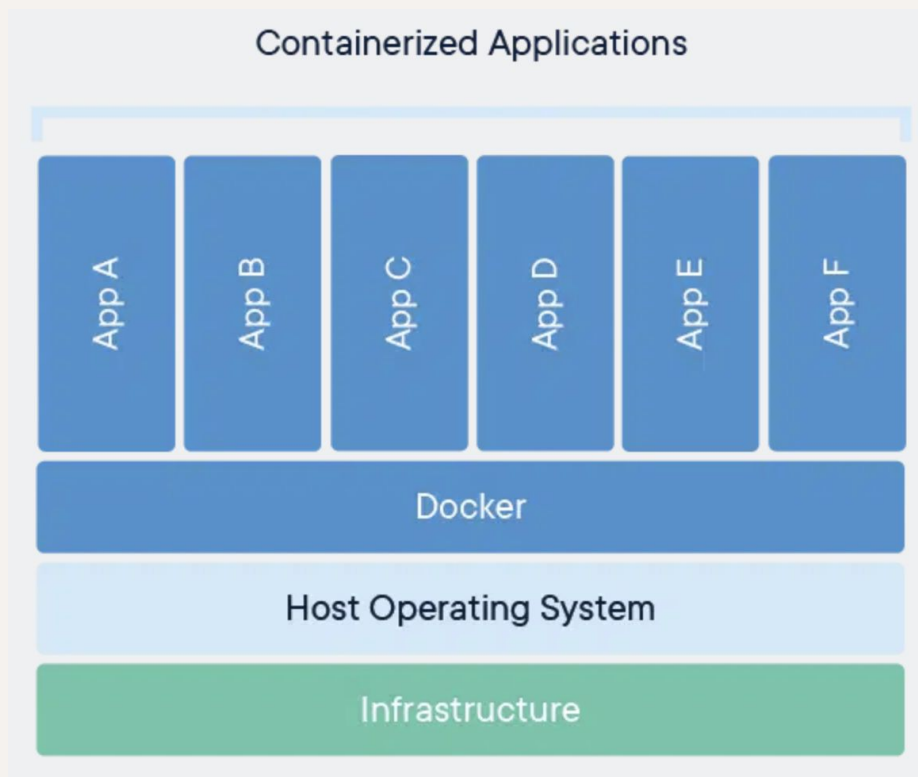 Containerized Applications
App A
App B
App C
App D
App E
App F
Docker
Host Operating System
Infrastructure